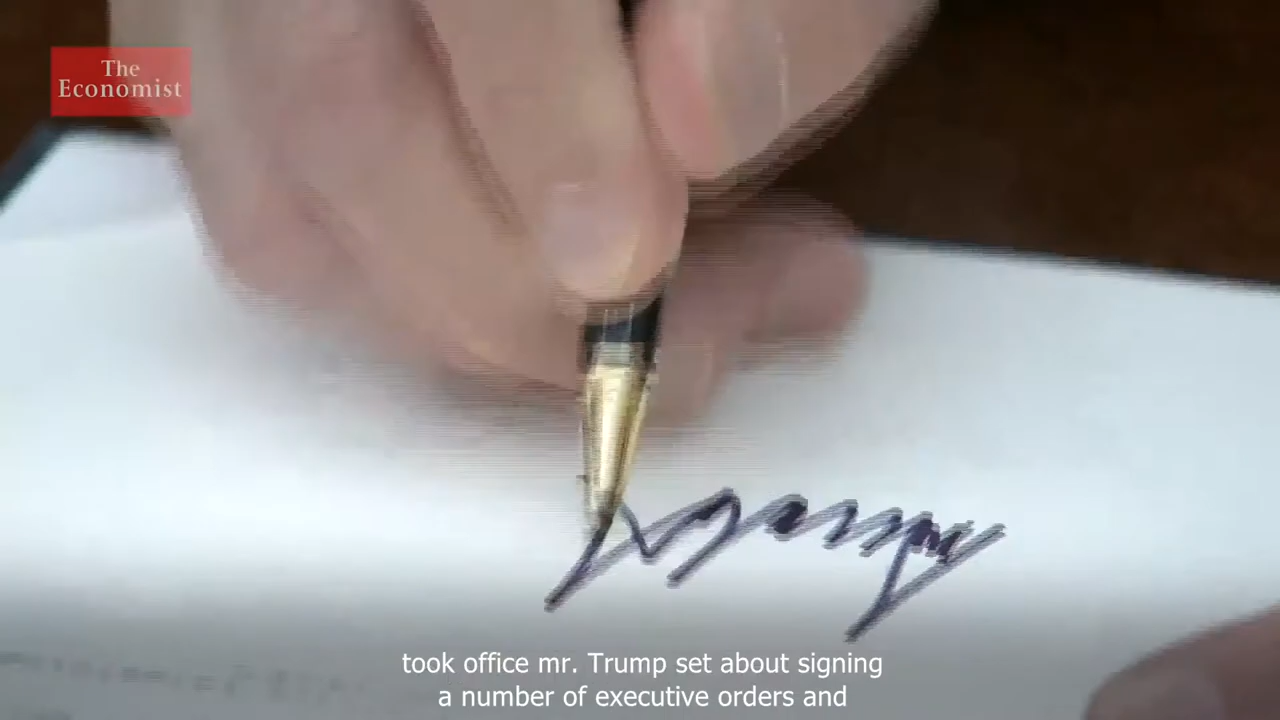 The
Economist
took office mr. Trump set about signing
a number of executive orders and